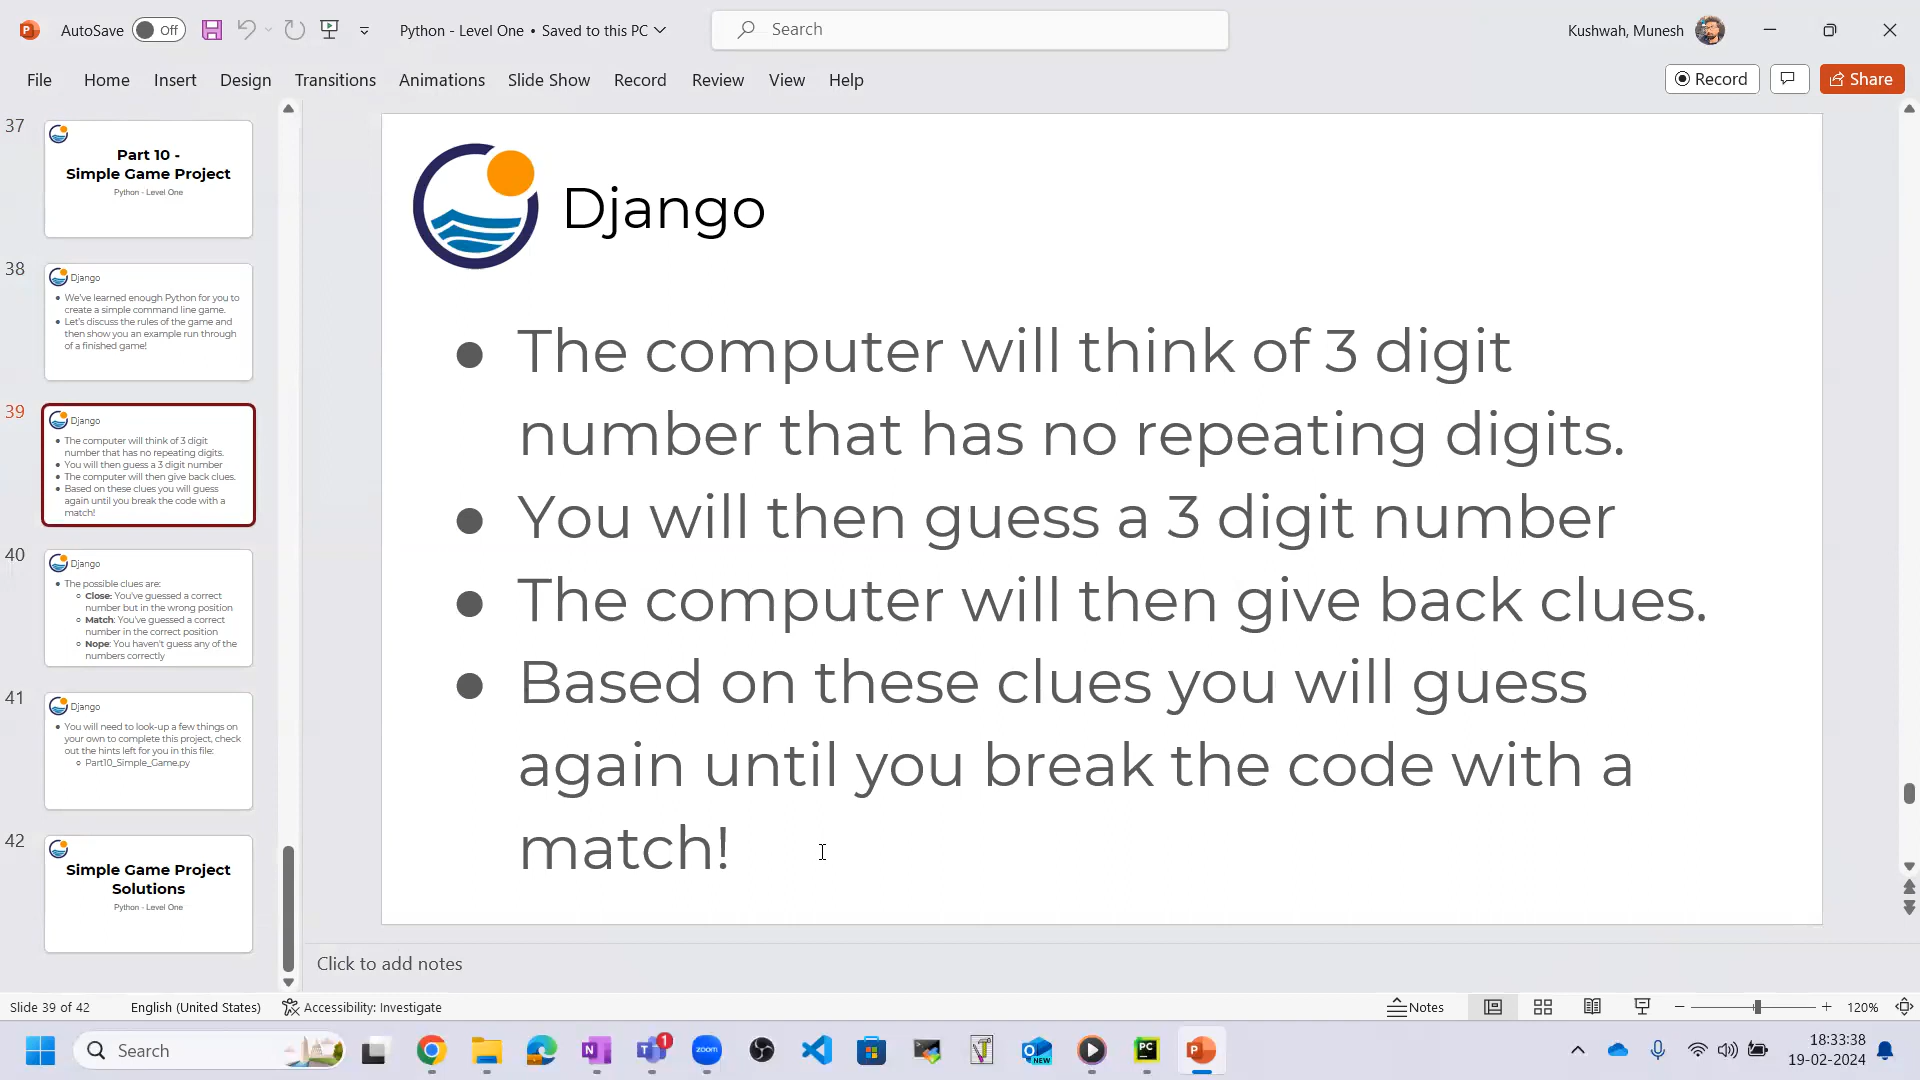 AutoSave Off
Python - Level One • Saved to this PC
Search
Kushwah, Munesh
File Home Insert Design Transitions Animations Slide Show Record Review View Help
Record Share
37
Part 10 -
Simple Game Project
Python - Level One
38
Django
• We've learned enough Python for you to
create a simple command line game.
• Let's discuss the rules of the game and
then show you an example run through
of a finished game!
39
Django
• The computer will think of 3 digit
number that has no repeating digits.
• You will then guess a 3 digit number
• The computer will then give back clues.
• Based on these clues you will guess
again until you break the code with a
match!
40
Django
• The possible clues are:
Close: You've guessed a correct
number but in the wrong position
Match: You've guessed a correct
number in the correct position
Nope: You haven't guess any of the
numbers correctly
41
Django
• You will need to look-up a few things on
your own to complete this project, check
out the hints left for you in this file:
Part10_Simple_Game.py
42
Simple Game Project
Solutions
Python - Level One
Django
● The computer will think of 3 digit
number that has no repeating digits.
● You will then guess a 3 digit number
● The computer will then give back clues.
● Based on these clues you will guess
again until you break the code with a
match!
Click to add notes
Slide 39 of 42 English (United States) Accessibility: Investigate Notes 120%
Search
1
zoom
NEW
18:33:38
19-02-2024